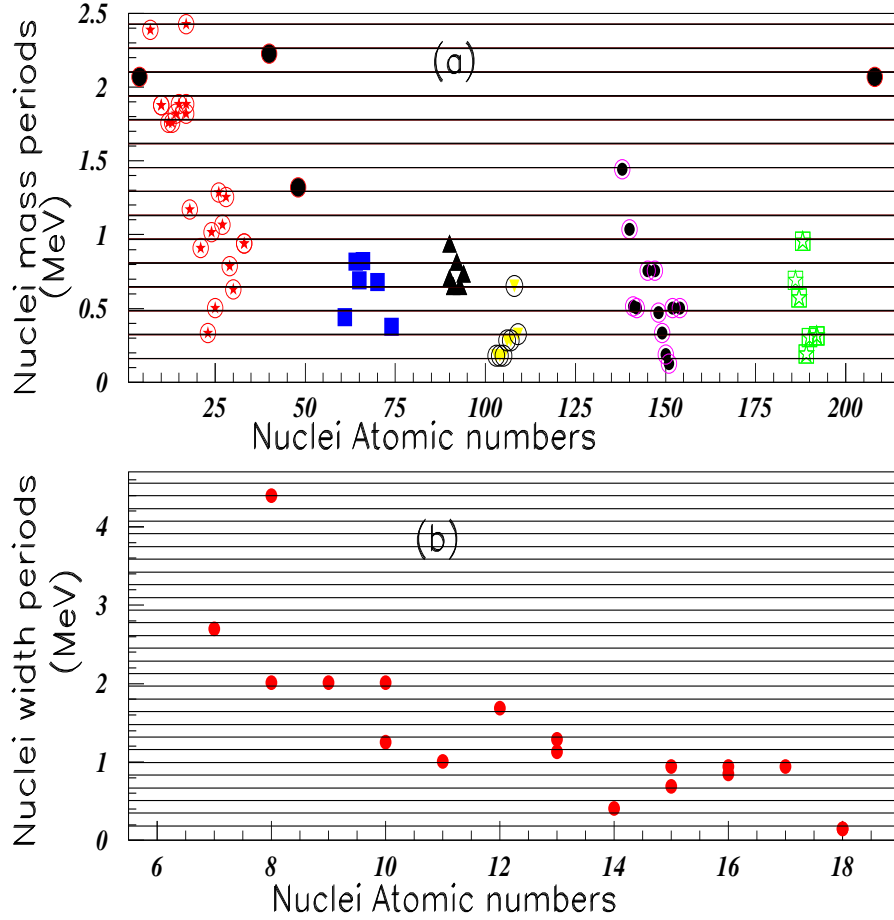 2.5
2
1.5
1
0.5
0
(a)
Nuclei mass periods
(MeV)
25 50 75 100 125 150 175 200
Nuclei Atomic numbers
4
3
2
1
0
(b)
Nuclei width periods
(MeV)
6 8 10 12 14 16 18
Nuclei Atomic numbers